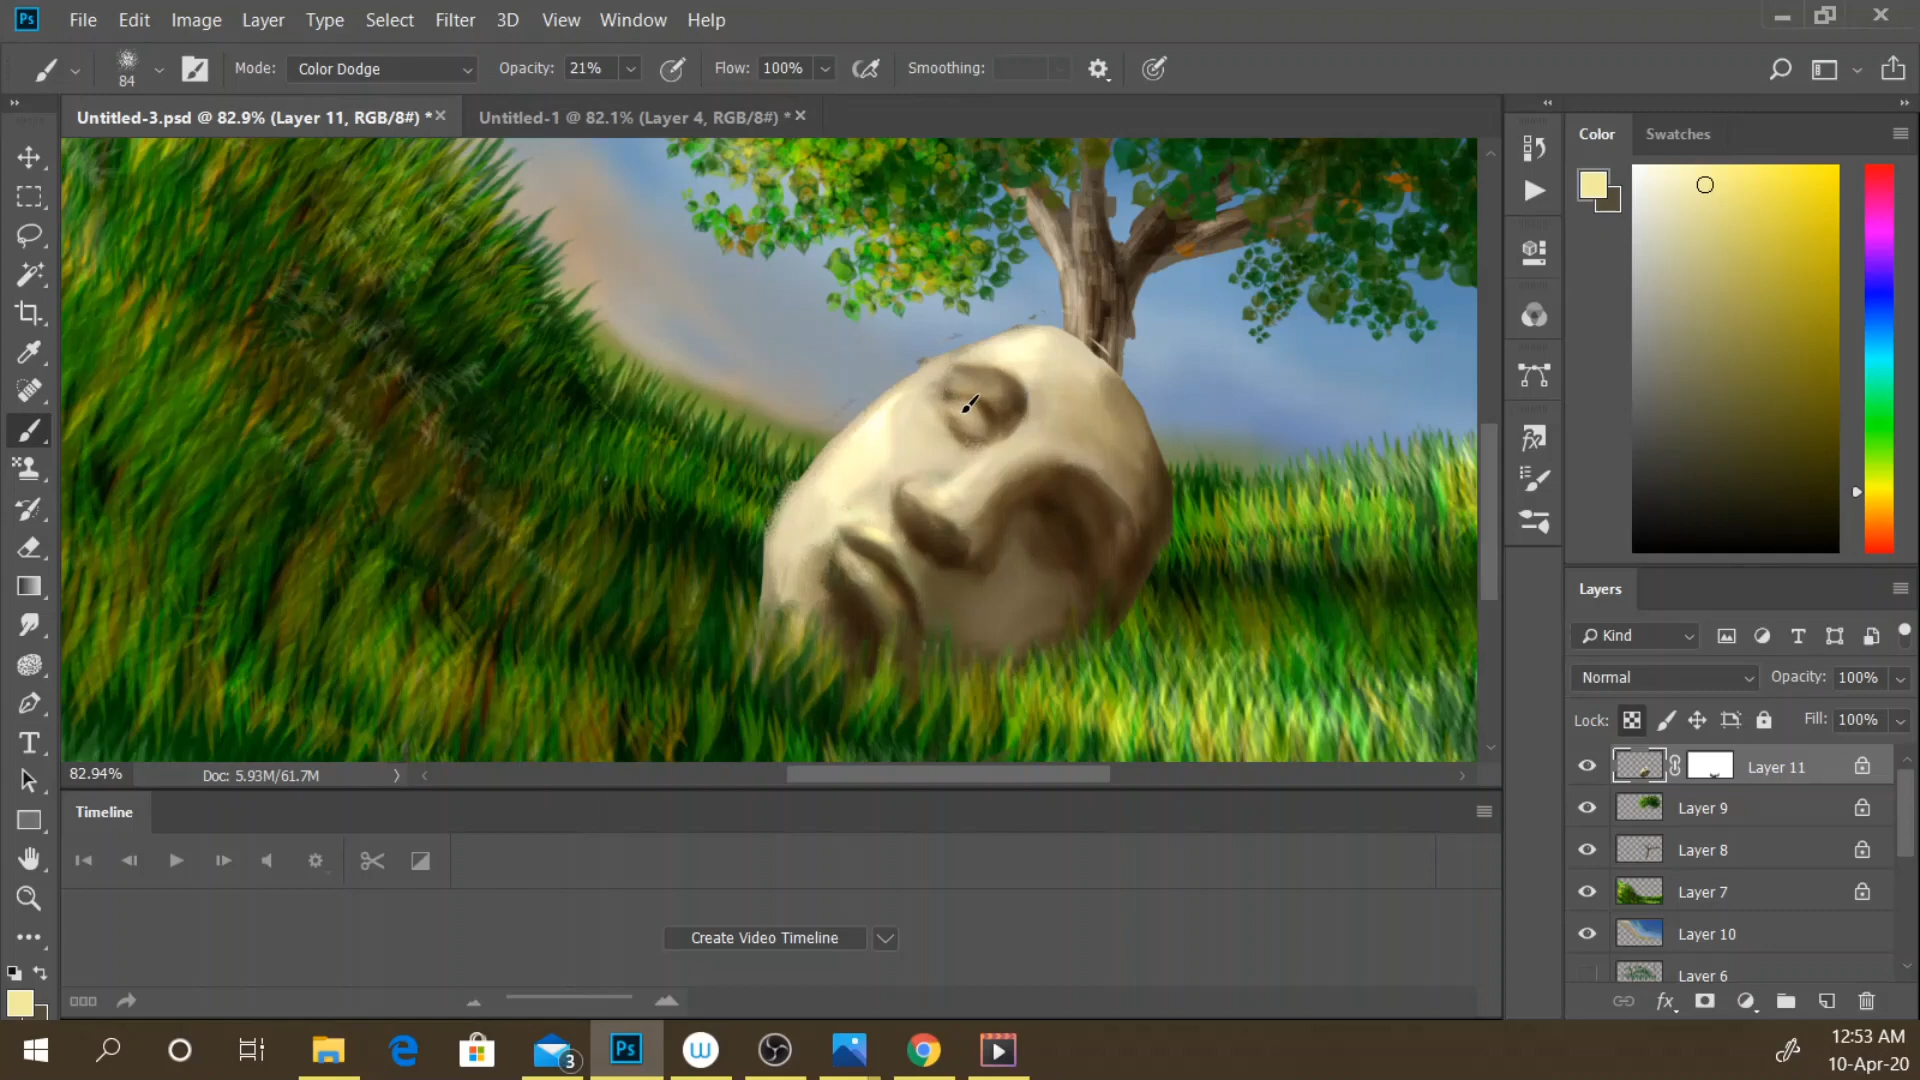 Ps File Edit Image Layer Type Select Filter 3D View Window Help
84 Mode: Color Dodge Opacity: 21% Flow: 100% Smoothing:
Untitled-3.psd @ 82.9% (Layer 11, RGB/8#) * Untitled-1 @ 82.1% (Layer 4, RGB/8#) *
Color Swatches
Layers
Kind
Normal Opacity: 100%
Lock: Fill: 100%
Layer 11
Layer 9
Layer 8
Layer 7
Layer 10
Layer 6
82.94% Doc: 5.93M/61.7M
Timeline
Create Video Timeline
fx
3 Ps
12:53 AM
10-Apr-20